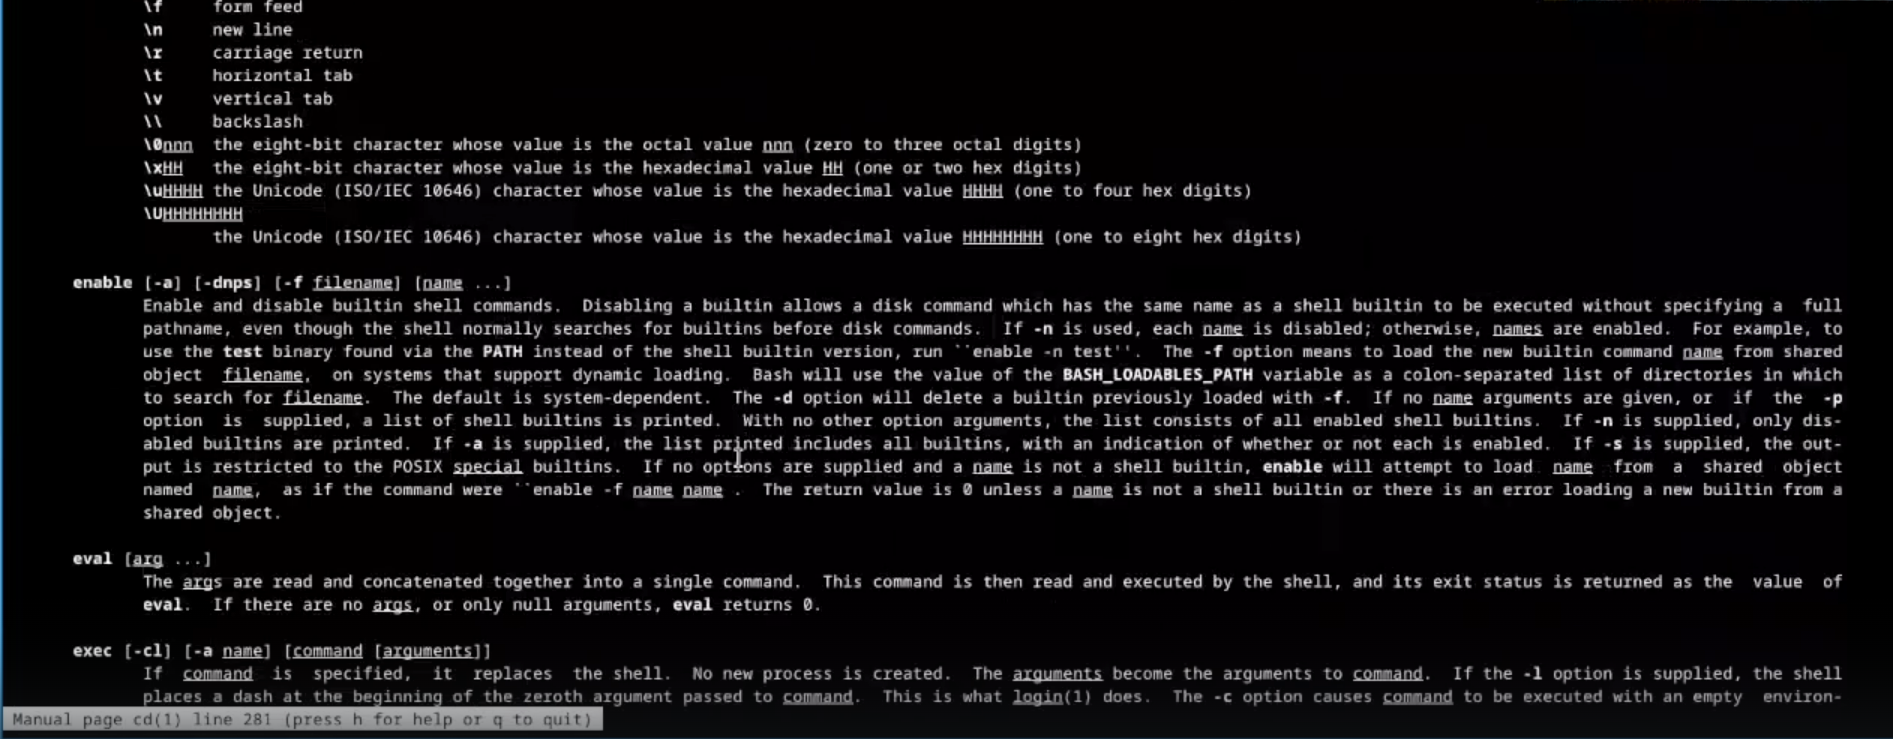 \f form feed
\n new line
\r carriage return
\t horizontal tab
\v vertical tab
\\ backslash
\0nnn the eight-bit character whose value is the octal value nnn (zero to three octal digits)
\xHH the eight-bit character whose value is the hexadecimal value HH (one or two hex digits)
\uHHHH the Unicode (ISO/IEC 10646) character whose value is the hexadecimal value HHHH (one to four hex digits)
\UHHHHHHHH
the Unicode (ISO/IEC 10646) character whose value is the hexadecimal value HHHHHHHH (one to eight hex digits)
enable [-a] [-dnps] [-f filename] [name ...]
Enable and disable builtin shell commands. Disabling a builtin allows a disk command which has the same name as a shell builtin to be executed without specifying a full
pathname, even though the shell normally searches for builtins before disk commands. If -n is used, each name is disabled; otherwise, names are enabled. For example, to
use the test binary found via the PATH instead of the shell builtin version, run ``enable -n test''. The -f option means to load the new builtin command name from shared
object filename, on systems that support dynamic loading. Bash will use the value of the BASH_LOADABLES_PATH variable as a colon-separated list of directories in which
to search for filename. The default is system-dependent. The -d option will delete a builtin previously loaded with -f. If no name arguments are given, or if the -p
option is supplied, a list of shell builtins is printed. With no other option arguments, the list consists of all enabled shell builtins. If -n is supplied, only dis-
abled builtins are printed. If -a is supplied, the list printed includes all builtins, with an indication of whether or not each is enabled. If -s is supplied, the out-
put is restricted to the POSIX special builtins. If no options are supplied and a name is not a shell builtin, enable will attempt to load name from a shared object
named name, as if the command were ``enable -f name name . The return value is 0 unless a name is not a shell builtin or there is an error loading a new builtin from a
shared object.
eval [arg ...]
The args are read and concatenated together into a single command. This command is then read and executed by the shell, and its exit status is returned as the value of
eval. If there are no args, or only null arguments, eval returns 0.
exec [-cl] [-a name] [command [arguments]]
If command is specified, it replaces the shell. No new process is created. The arguments become the arguments to command. If the -l option is supplied, the shell
places a dash at the beginning of the zeroth argument passed to command. This is what login(1) does. The -c option causes command to be executed with an empty environ-
Manual page cd(1) line 281 (press h for help or q to quit)